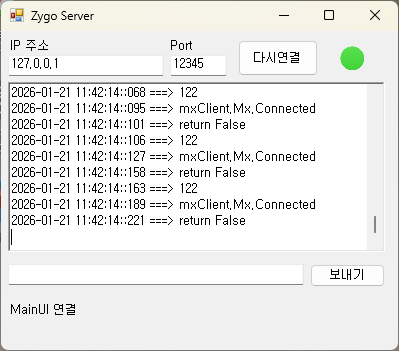 Zygo Server
IP 주소 Port
127.0.0.1 12345 다시연결
2026-01-21 11:42:14::068 ===> 122
2026-01-21 11:42:14::095 ===> mxClient.Mx.Connected
2026-01-21 11:42:14::101 ===> return False
2026-01-21 11:42:14::106 ===> 122
2026-01-21 11:42:14::127 ===> mxClient.Mx.Connected
2026-01-21 11:42:14::158 ===> return False
2026-01-21 11:42:14::163 ===> 122
2026-01-21 11:42:14::189 ===> mxClient.Mx.Connected
2026-01-21 11:42:14::221 ===> return False
보내기
MainUI 연결